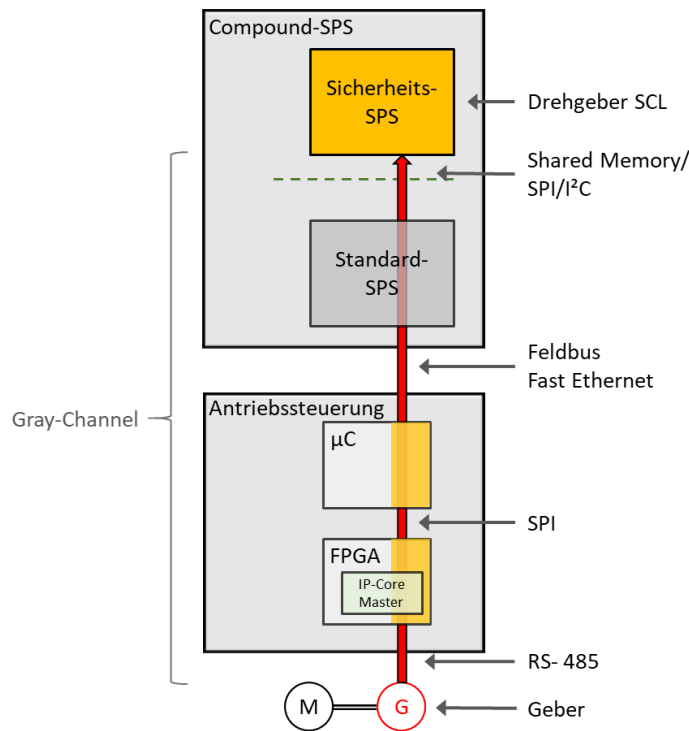 Compound-SPS
Sicherheits-
SPS
Drehgeber SCL
Shared Memory/
SPI/I²C
Standard-
SPS
Feldbus
Fast Ethernet
Gray-Channel
Antriebssteuerung
µC
SPI
FPGA
IP-Core
Master
RS- 485
M
G
Geber